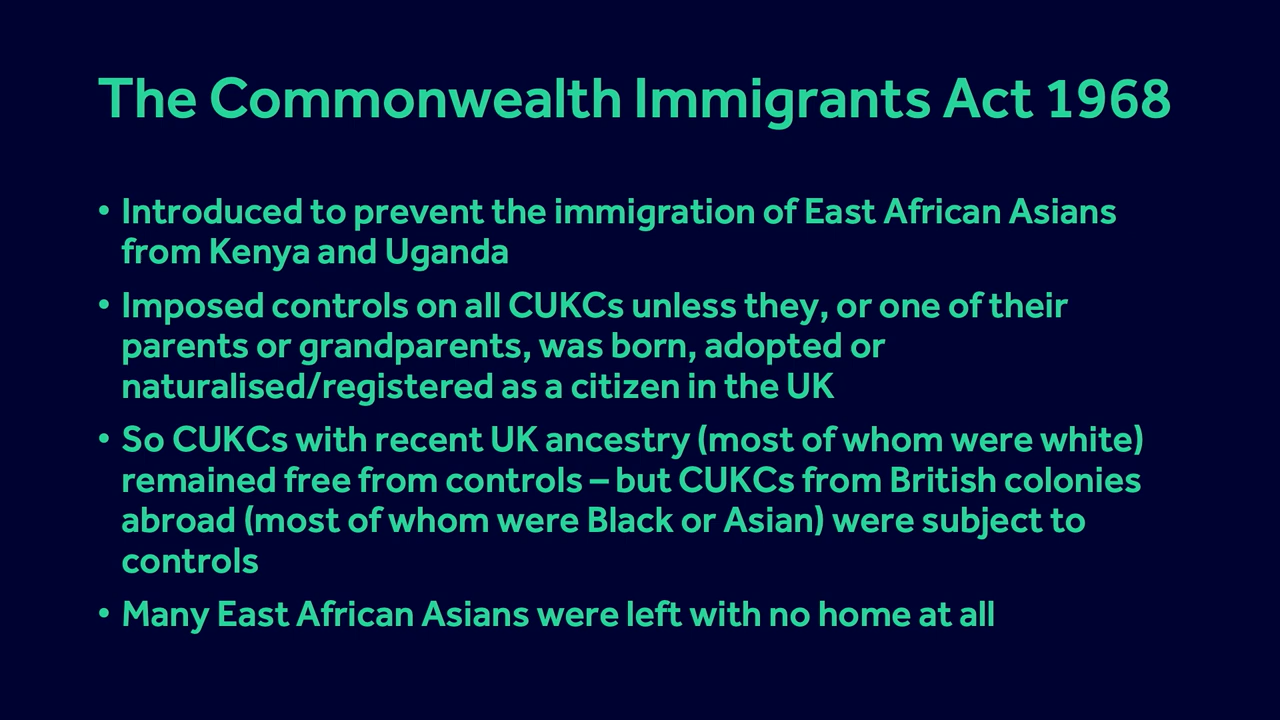 The Commonwealth Immigrants Act 1968
• Introduced to prevent the immigration of East African Asians
from Kenya and Uganda
• Imposed controls on all CUKCs unless they, or one of their
parents or grandparents, was born, adopted or
naturalised/registered as a citizen in the UK
• So CUKCs with recent UK ancestry (most of whom were white)
remained free from controls – but CUKCs from British colonies
abroad (most of whom were Black or Asian) were subject to
controls
• Many East African Asians were left with no home at all